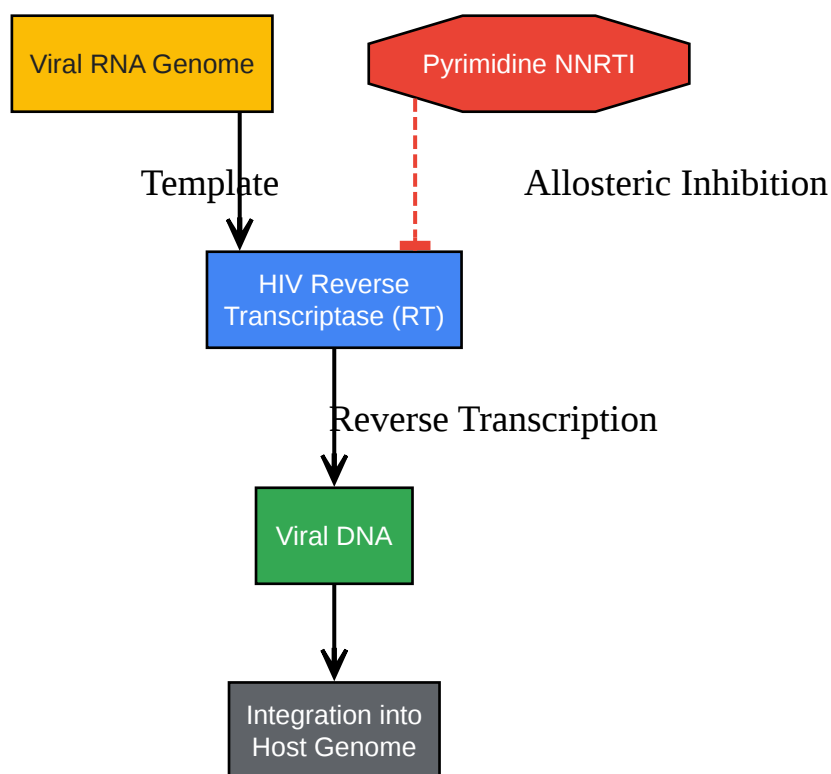 Viral RNA Genome
Pyrimidine NNRTI
Template
Allosteric Inhibition
HIV Reverse
Transcriptase (RT)
Reverse Transcription
Viral DNA
Integration into
Host Genome